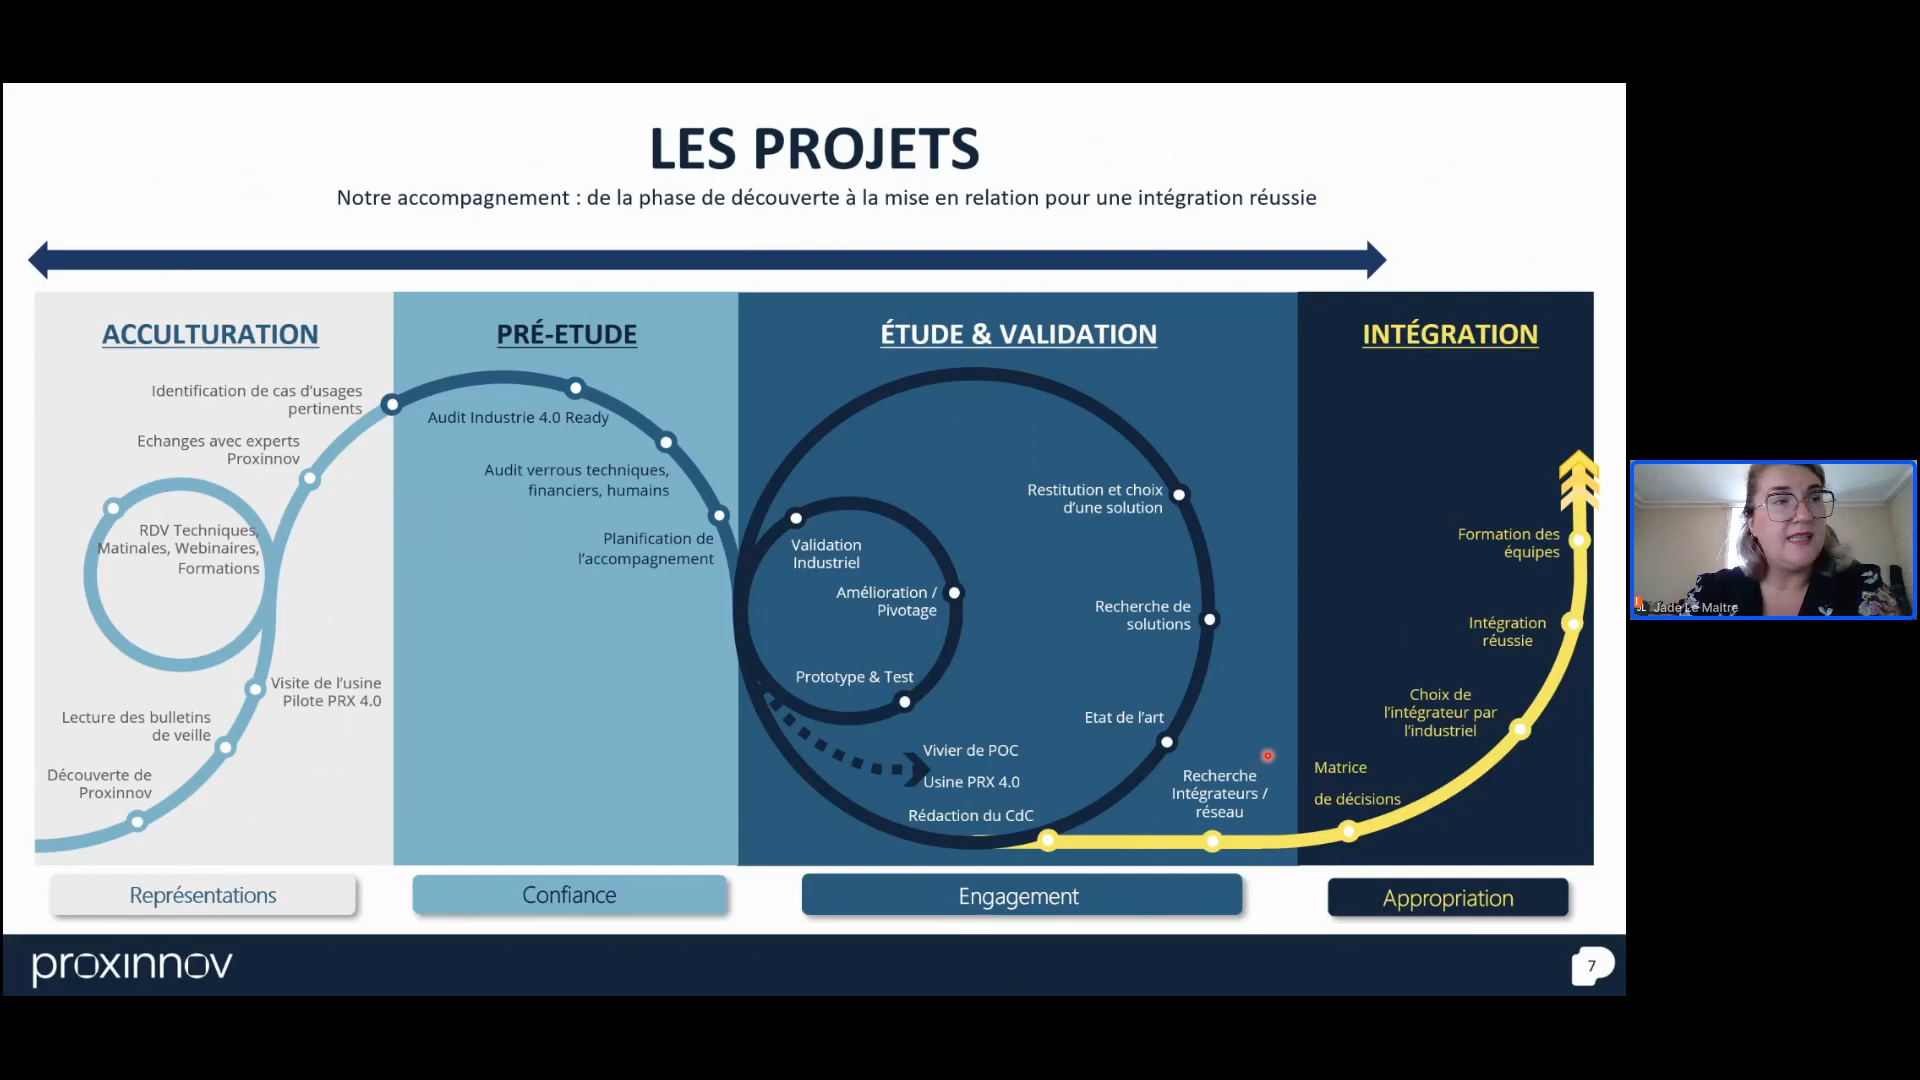 LES PROJETS
Notre accompagnement : de la phase de découverte à la mise en relation pour une intégration réussie
ACCULTURATION
Identification de cas d'usages
pertinents
Echanges avec experts
Proxinnov
RDV Techniques,
Matinales, Webinaires,
Formations
Visite de l'usine
Pilote PRX 4.0
Lecture des bulletins
de veille
Découverte de
Proxinnov
PRÉ-ETUDE
Audit Industrie 4.0 Ready
Audit verrous techniques,
financiers, humains
Planification de
l'accompagnement
ÉTUDE & VALIDATION
Restitution et choix
d'une solution
Validation
Industriel
Amélioration /
Pivotage
Recherche de
solutions
Prototype & Test
Etat de l'art
Vivier de POC
Usine PRX 4.0
Rédaction du CdC
Recherche
Intégrateurs /
réseau
INTÉGRATION
Formation des
équipes
Intégration
réussie
Choix de
l'intégrateur par
l'industriel
Matrice
de décisions
Représentations
Confiance
Engagement
Appropriation
proxinnov
7
Jade Le Maitre